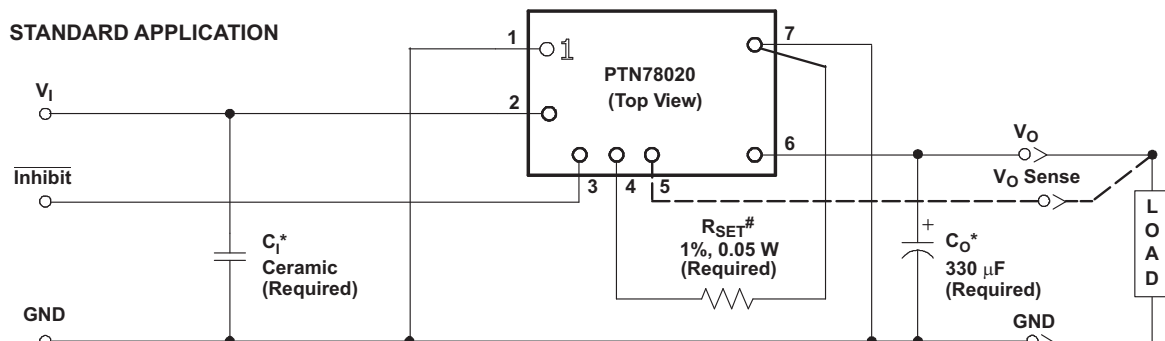 STANDARD APPLICATION
1
1
7
PTN78020
(Top View)
V_I
2
6
V_O
Inhibit
3
4
5
V_O Sense
R_SET#
1%, 0.05 W
(Required)
C_I*
Ceramic
(Required)
+
C_O*
330 μF
(Required)
L
O
A
D
GND
GND